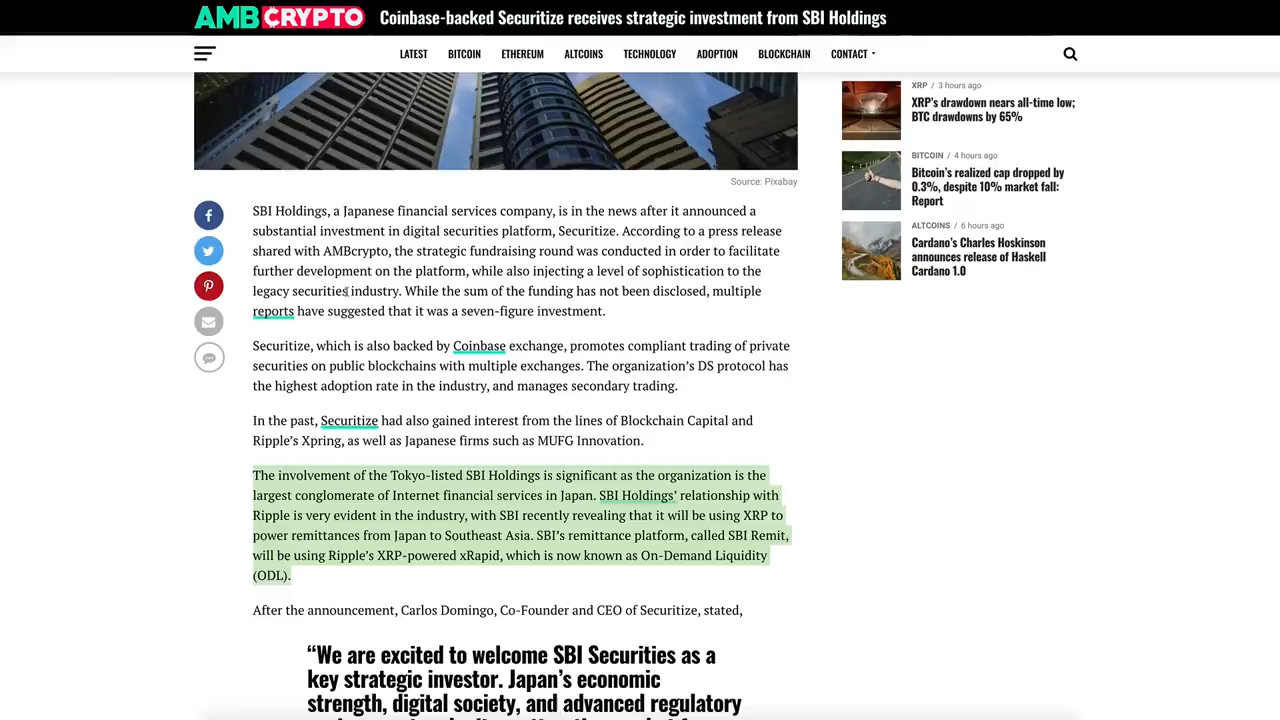 AMBCRYPTO
Coinbase-backed Securitize receives strategic investment from SBI Holdings
LATEST BITCOIN ETHEREUM ALTCOINS TECHNOLOGY ADOPTION BLOCKCHAIN CONTACT
Source: Pixabay
SBI Holdings, a Japanese financial services company, is in the news after it announced a
substantial investment in digital securities platform, Securitize. According to a press release
shared with AMBcrypto, the strategic fundraising round was conducted in order to facilitate
further development on the platform, while also injecting a level of sophistication to the
legacy securities industry. While the sum of the funding has not been disclosed, multiple
reports have suggested that it was a seven-figure investment.
Securitize, which is also backed by Coinbase exchange, promotes compliant trading of private
securities on public blockchains with multiple exchanges. The organization’s DS protocol has
the highest adoption rate in the industry, and manages secondary trading.
In the past, Securitize had also gained interest from the lines of Blockchain Capital and
Ripple’s Xpring, as well as Japanese firms such as MUFG Innovation.
The involvement of the Tokyo-listed SBI Holdings is significant as the organization is the
largest conglomerate of Internet financial services in Japan. SBI Holdings’ relationship with
Ripple is very evident in the industry, with SBI recently revealing that it will be using XRP to
power remittances from Japan to Southeast Asia. SBI’s remittance platform, called SBI Remit,
will be using Ripple’s XRP-powered xRapid, which is now known as On-Demand Liquidity
(ODL).
After the announcement, Carlos Domingo, Co-Founder and CEO of Securitize, stated,
“We are excited to welcome SBI Securities as a
key strategic investor. Japan’s economic
strength, digital society, and advanced regulatory
XRP / 3 hours ago
XRP’s drawdown nears all-time low;
BTC drawdowns by 65%
BITCOIN / 4 hours ago
Bitcoin’s realized cap dropped by
0.3%, despite 10% market fall:
Report
ALTCOINS / 6 hours ago
Cardano’s Charles Hoskinson
announces release of Haskell
Cardano 1.0